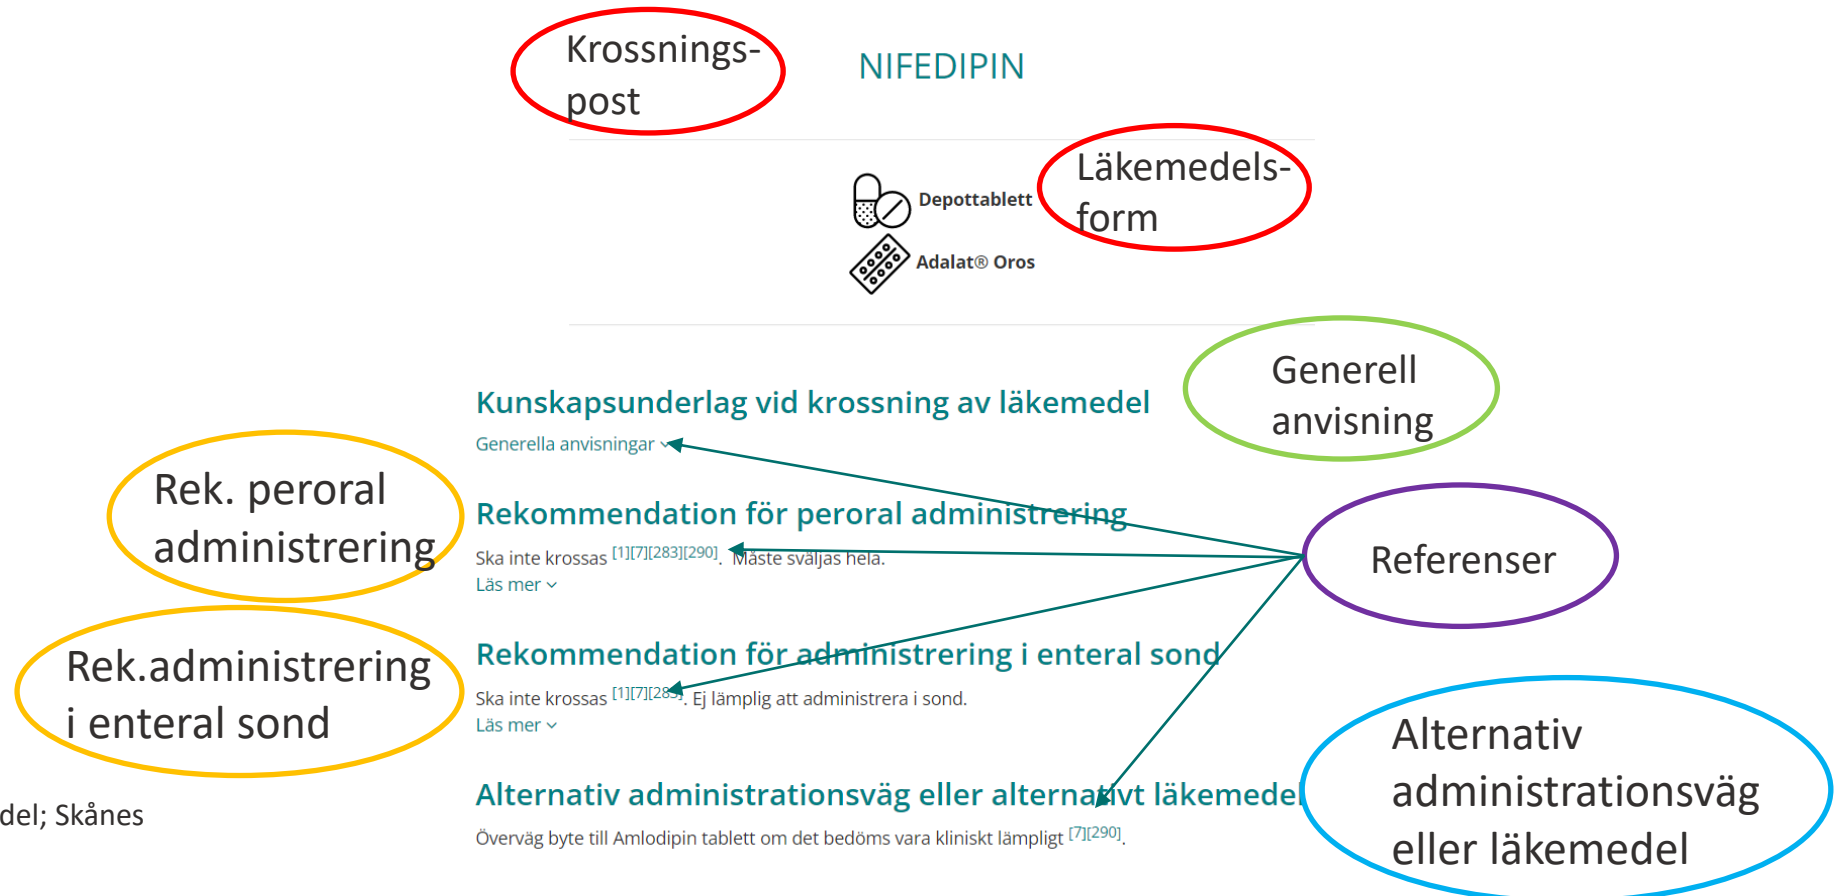 Krossnings-
post
NIFEDIPIN
Läkemedels-
form
Depottablett
Adalat® Oros
Generell
anvisning
Kunskapsunderlag vid krossning av läkemedel
Generella anvisningar
Rek. peroral
administrering
Rekommendation för peroral administrering
Ska inte krossas [1][7][283][290]. Måste sväljas hela.
Läs mer
Referenser
Rek.administrering
i enteral sond
Rekommendation för administrering i enteral sond
Ska inte krossas [1][7][283]. Ej lämplig att administrera i sond.
Läs mer
Alternativ
administrationsväg
eller läkemedel
Alternativ administrationsväg eller alternativt läkemedel
Överväg byte till Amlodipin tablett om det bedöms vara kliniskt lämpligt [7][290].
del; Skånes